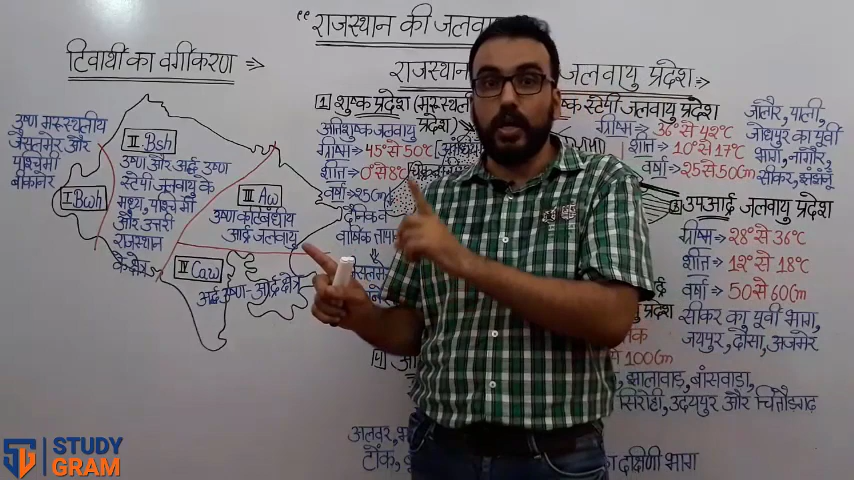 "राजस्थान की जलवा
टिवार्था का वर्गीकरण ⇒
राजस्थान
जलवायु प्रदेश ⇒
उष्ण मरूस्थलीय
जैसलमेर और
पश्चिमी
बीकानेर
I Bwh
II Bsh
उष्ण और अर्द्ध उष्ण
स्टेपी जलवायु के
मध्य, पश्चिमी
और उत्तरी
राजस्थान
के क्षेत्र
III Aw
उष्ण कटिबंधीय
आर्द्र जलवायु
IV Caw
आर्द्र उष्ण-आर्द्र क्षेत्र
1 शुष्क प्रदेश (मरूस्थली
प्रदेश)
अतिशुष्क जलवायु
ग्रीष्म ⇒ 45° से 50°C
शीत ⇒ 0° से 8°C
वर्षा ⇒ 25Cm
दैनिक व
वार्षिक तापा
ष्क स्टेपी जलवायु प्रदेश
ग्रीष्म ⇒ 36° से 42°C
शीत ⇒ 10° से 17°C
वर्षा ⇒ 25 से 50Cm
जालौर, पाली,
जोधपुर का पूर्वी
भाग, नागौर,
सीकर, झुंझुनूं
3 उपआर्द्र जलवायु प्रदेश
ग्रीष्म ⇒ 28° से 36°C
शीत ⇒ 12° से 18°C
वर्षा ⇒ 50 से 60Cm
सीकर का पूर्वी भाग,
जयपुर, दौसा, अजमेर
प्रदेश
से 100Cm
झालावाड़, बांसवाड़ा,
सिरोही, उदयपुर और चित्तौड़गढ़
4
अलवर, भ
टोंक,
का दक्षिणी भाग
STUDY
GRAM